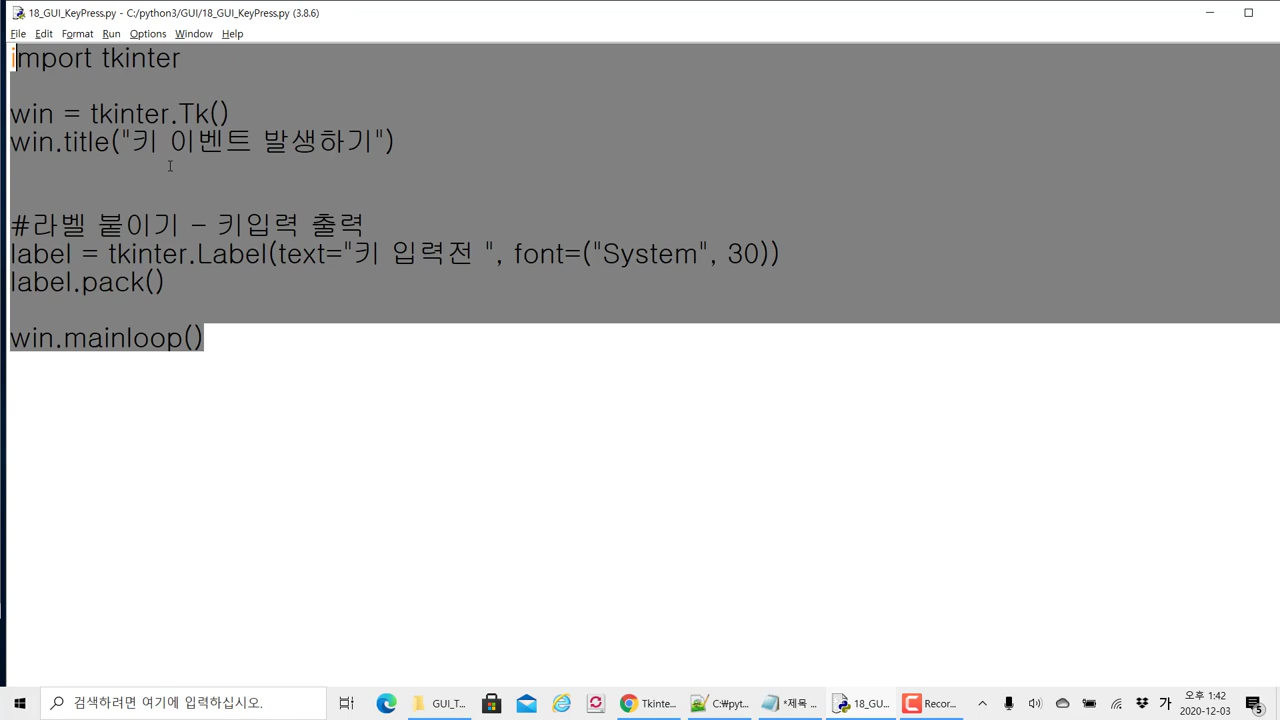 18_GUI_KeyPress.py - C:/python3/GUI/18_GUI_KeyPress.py (3.8.6)
File Edit Format Run Options Window Help
import tkinter
win = tkinter.Tk()
win.title("키 이벤트 발생하기")
#라벨 붙이기 - 키입력 출력
label = tkinter.Label(text="키 입력전 ", font=("System", 30))
label.pack()
win.mainloop()
검색하려면 여기에 입력하십시오.
GUI_T...
Tkinte...
C:₩pyt...
*제목 ...
18_GU...
Recor...
가
오후 1:42
2020-12-03
5